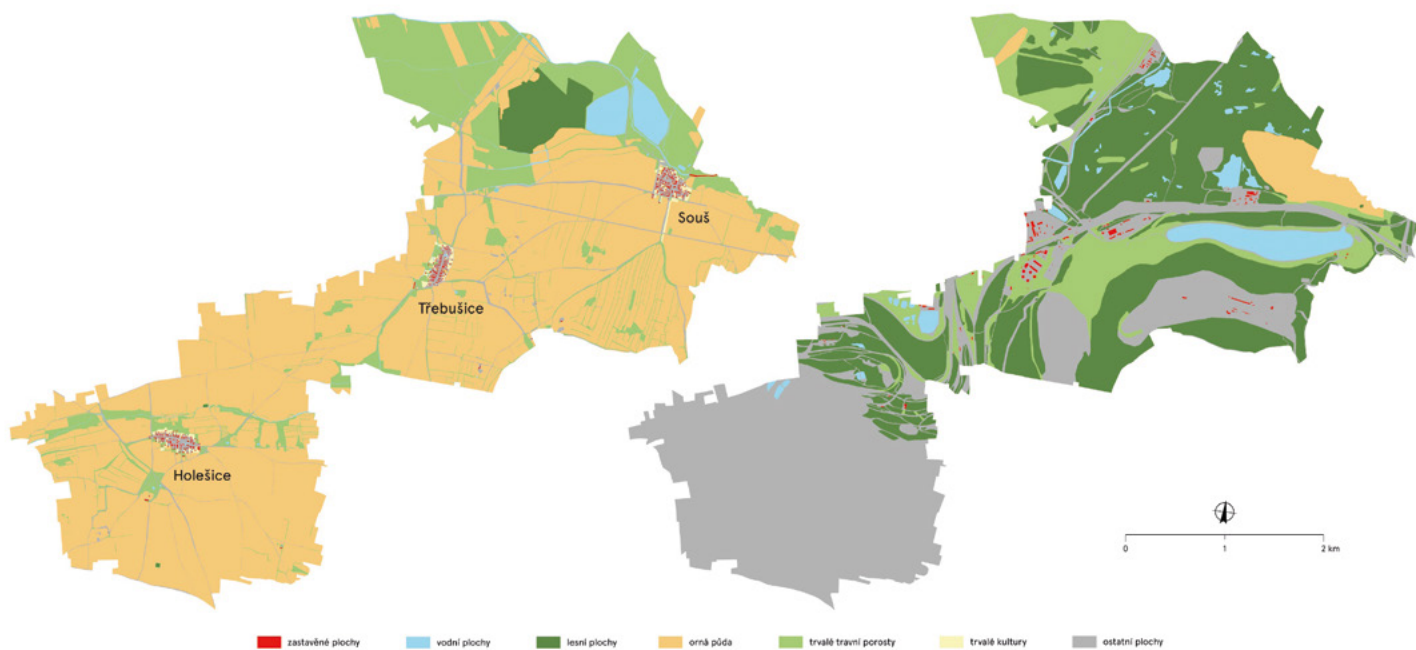 Souš
Třebušice
Holešice
0 1 2 km
zastavěné plochy vodní plochy lesní plochy orná půda trvalé travní porosty trvalé kultury ostatní plochy